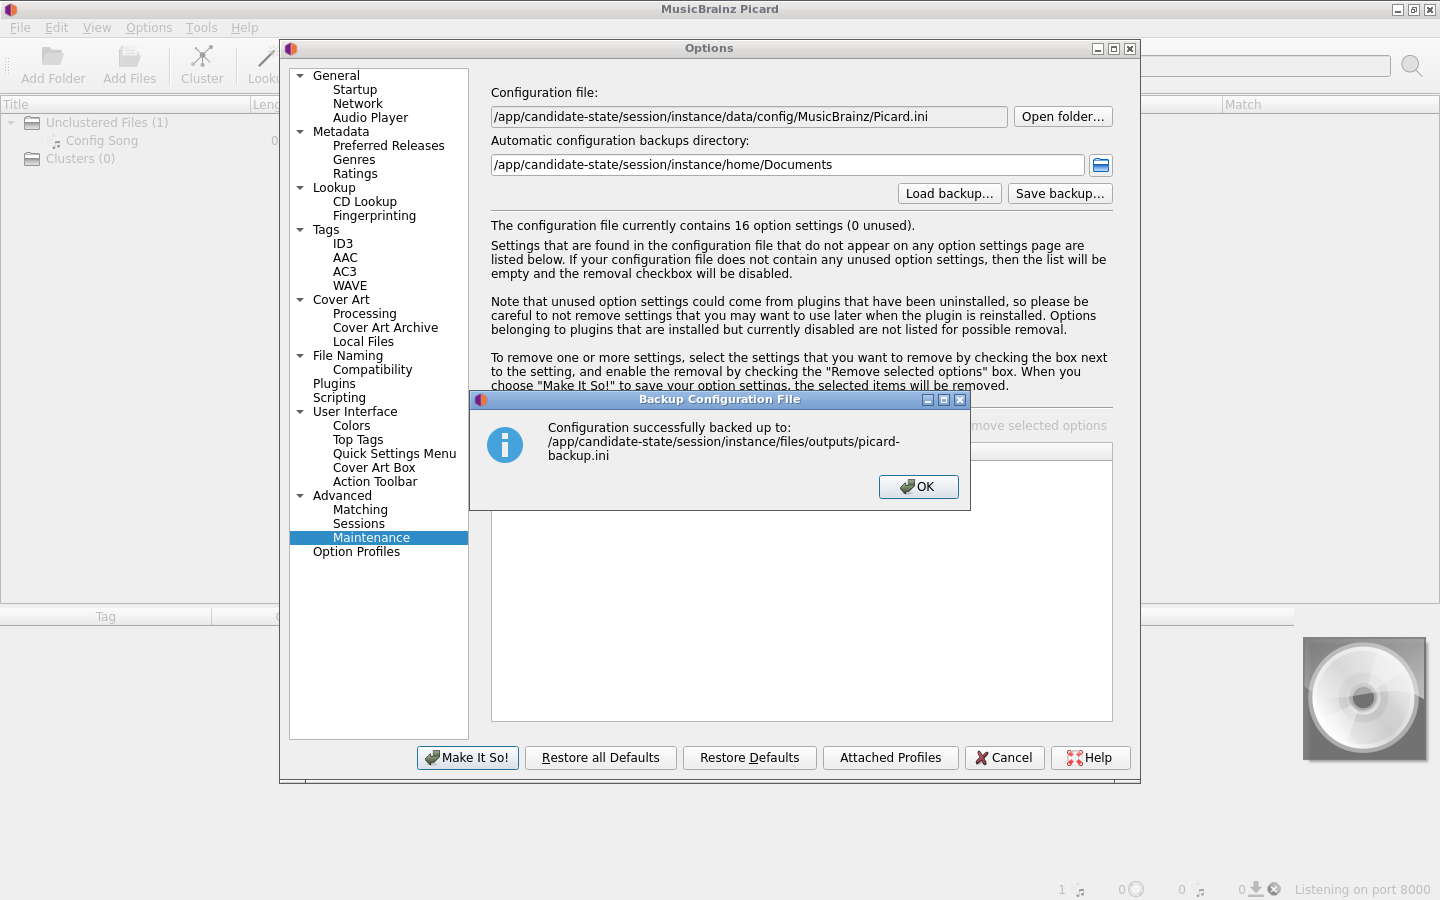 MusicBrainz Picard
File Edit View Options Tools Help
Add Folder Add Files Cluster
Title
Match
Unclustered Files (1)
Config Song
Clusters (0)
Tag
Options
General
Startup
Network
Audio Player
Metadata
Preferred Releases
Genres
Ratings
Lookup
CD Lookup
Fingerprinting
Tags
ID3
AAC
AC3
WAVE
Cover Art
Processing
Cover Art Archive
Local Files
File Naming
Compatibility
Plugins
Scripting
User Interface
Colors
Top Tags
Quick Settings Menu
Cover Art Box
Action Toolbar
Advanced
Matching
Sessions
Maintenance
Option Profiles
Configuration file:
/app/candidate-state/session/instance/data/config/MusicBrainz/Picard.ini
Open folder...
Automatic configuration backups directory:
/app/candidate-state/session/instance/home/Documents
Load backup... Save backup...
The configuration file currently contains 16 option settings (0 unused).
Settings that are found in the configuration file that do not appear on any option settings page are
listed below. If your configuration file does not contain any unused option settings, then the list will be
empty and the removal checkbox will be disabled.
Note that unused option settings could come from plugins that have been uninstalled, so please be
careful to not remove settings that you may want to use later when the plugin is reinstalled. Options
belonging to plugins that are installed but currently disabled are not listed for possible removal.
To remove one or more settings, select the settings that you want to remove by checking the box next
to the setting, and enable the removal by checking the "Remove selected options" box. When you
choose "Make It So!" to save your option settings, the selected items will be removed.
move selected options
Backup Configuration File
Configuration successfully backed up to:
/app/candidate-state/session/instance/files/outputs/picard-
backup.ini
OK
Make It So! Restore all Defaults Restore Defaults Attached Profiles Cancel Help
1 0 0 0 Listening on port 8000